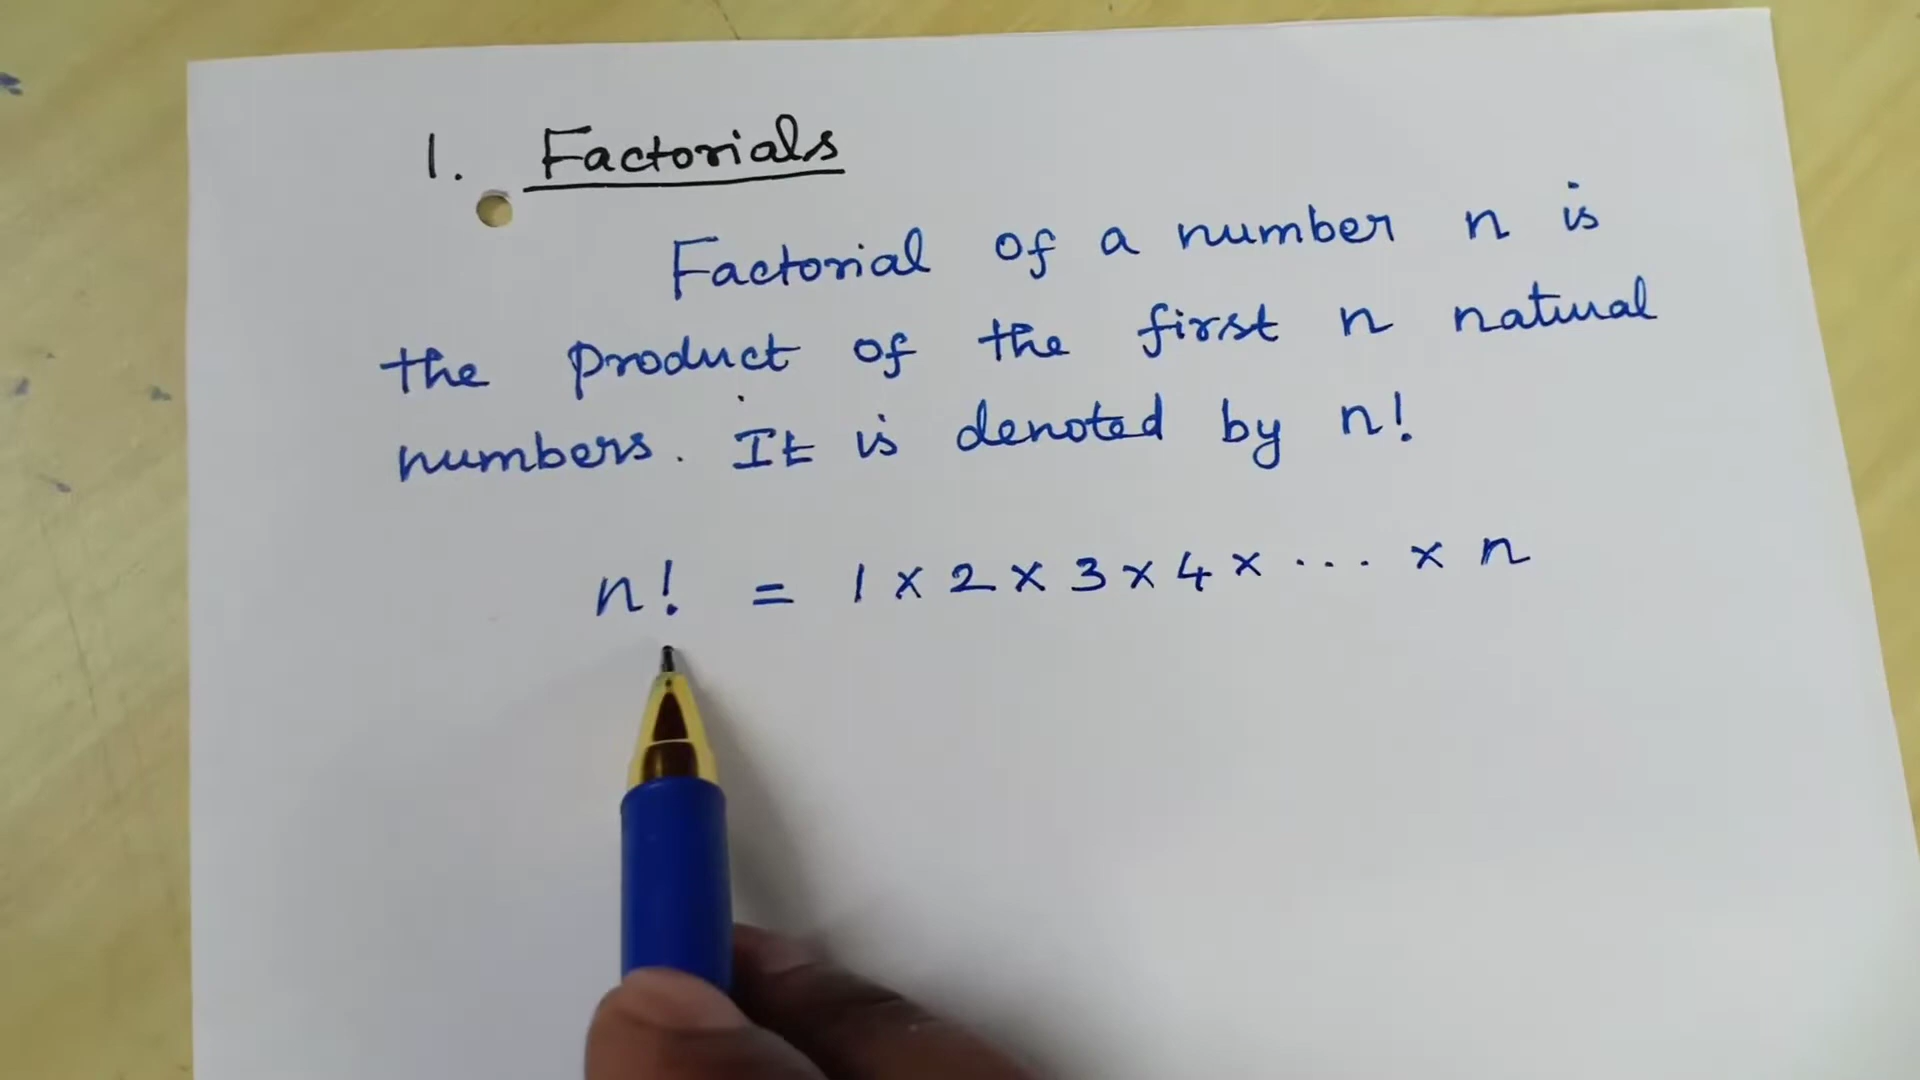 1. Factorials
Factorial of a number n is
the product of the first n natural
numbers. It is denoted by n!
n! = 1 × 2 × 3 × 4 × ... × n